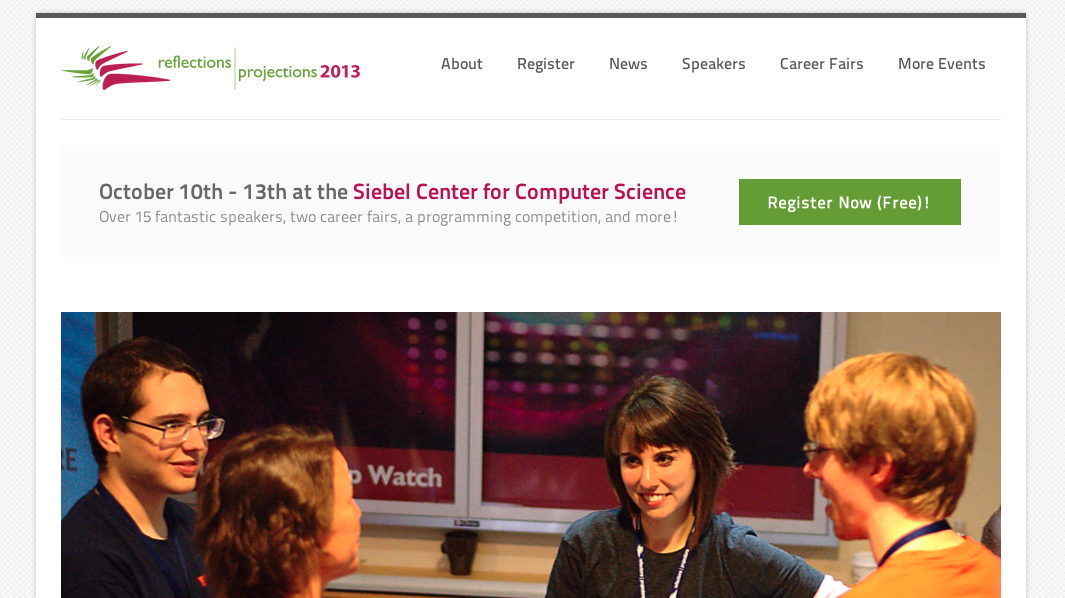 reflections
projections 2013
About Register News Speakers Career Fairs More Events
October 10th - 13th at the Siebel Center for Computer Science
Over 15 fantastic speakers, two career fairs, a programming competition, and more!
Register Now (Free)!
Watch